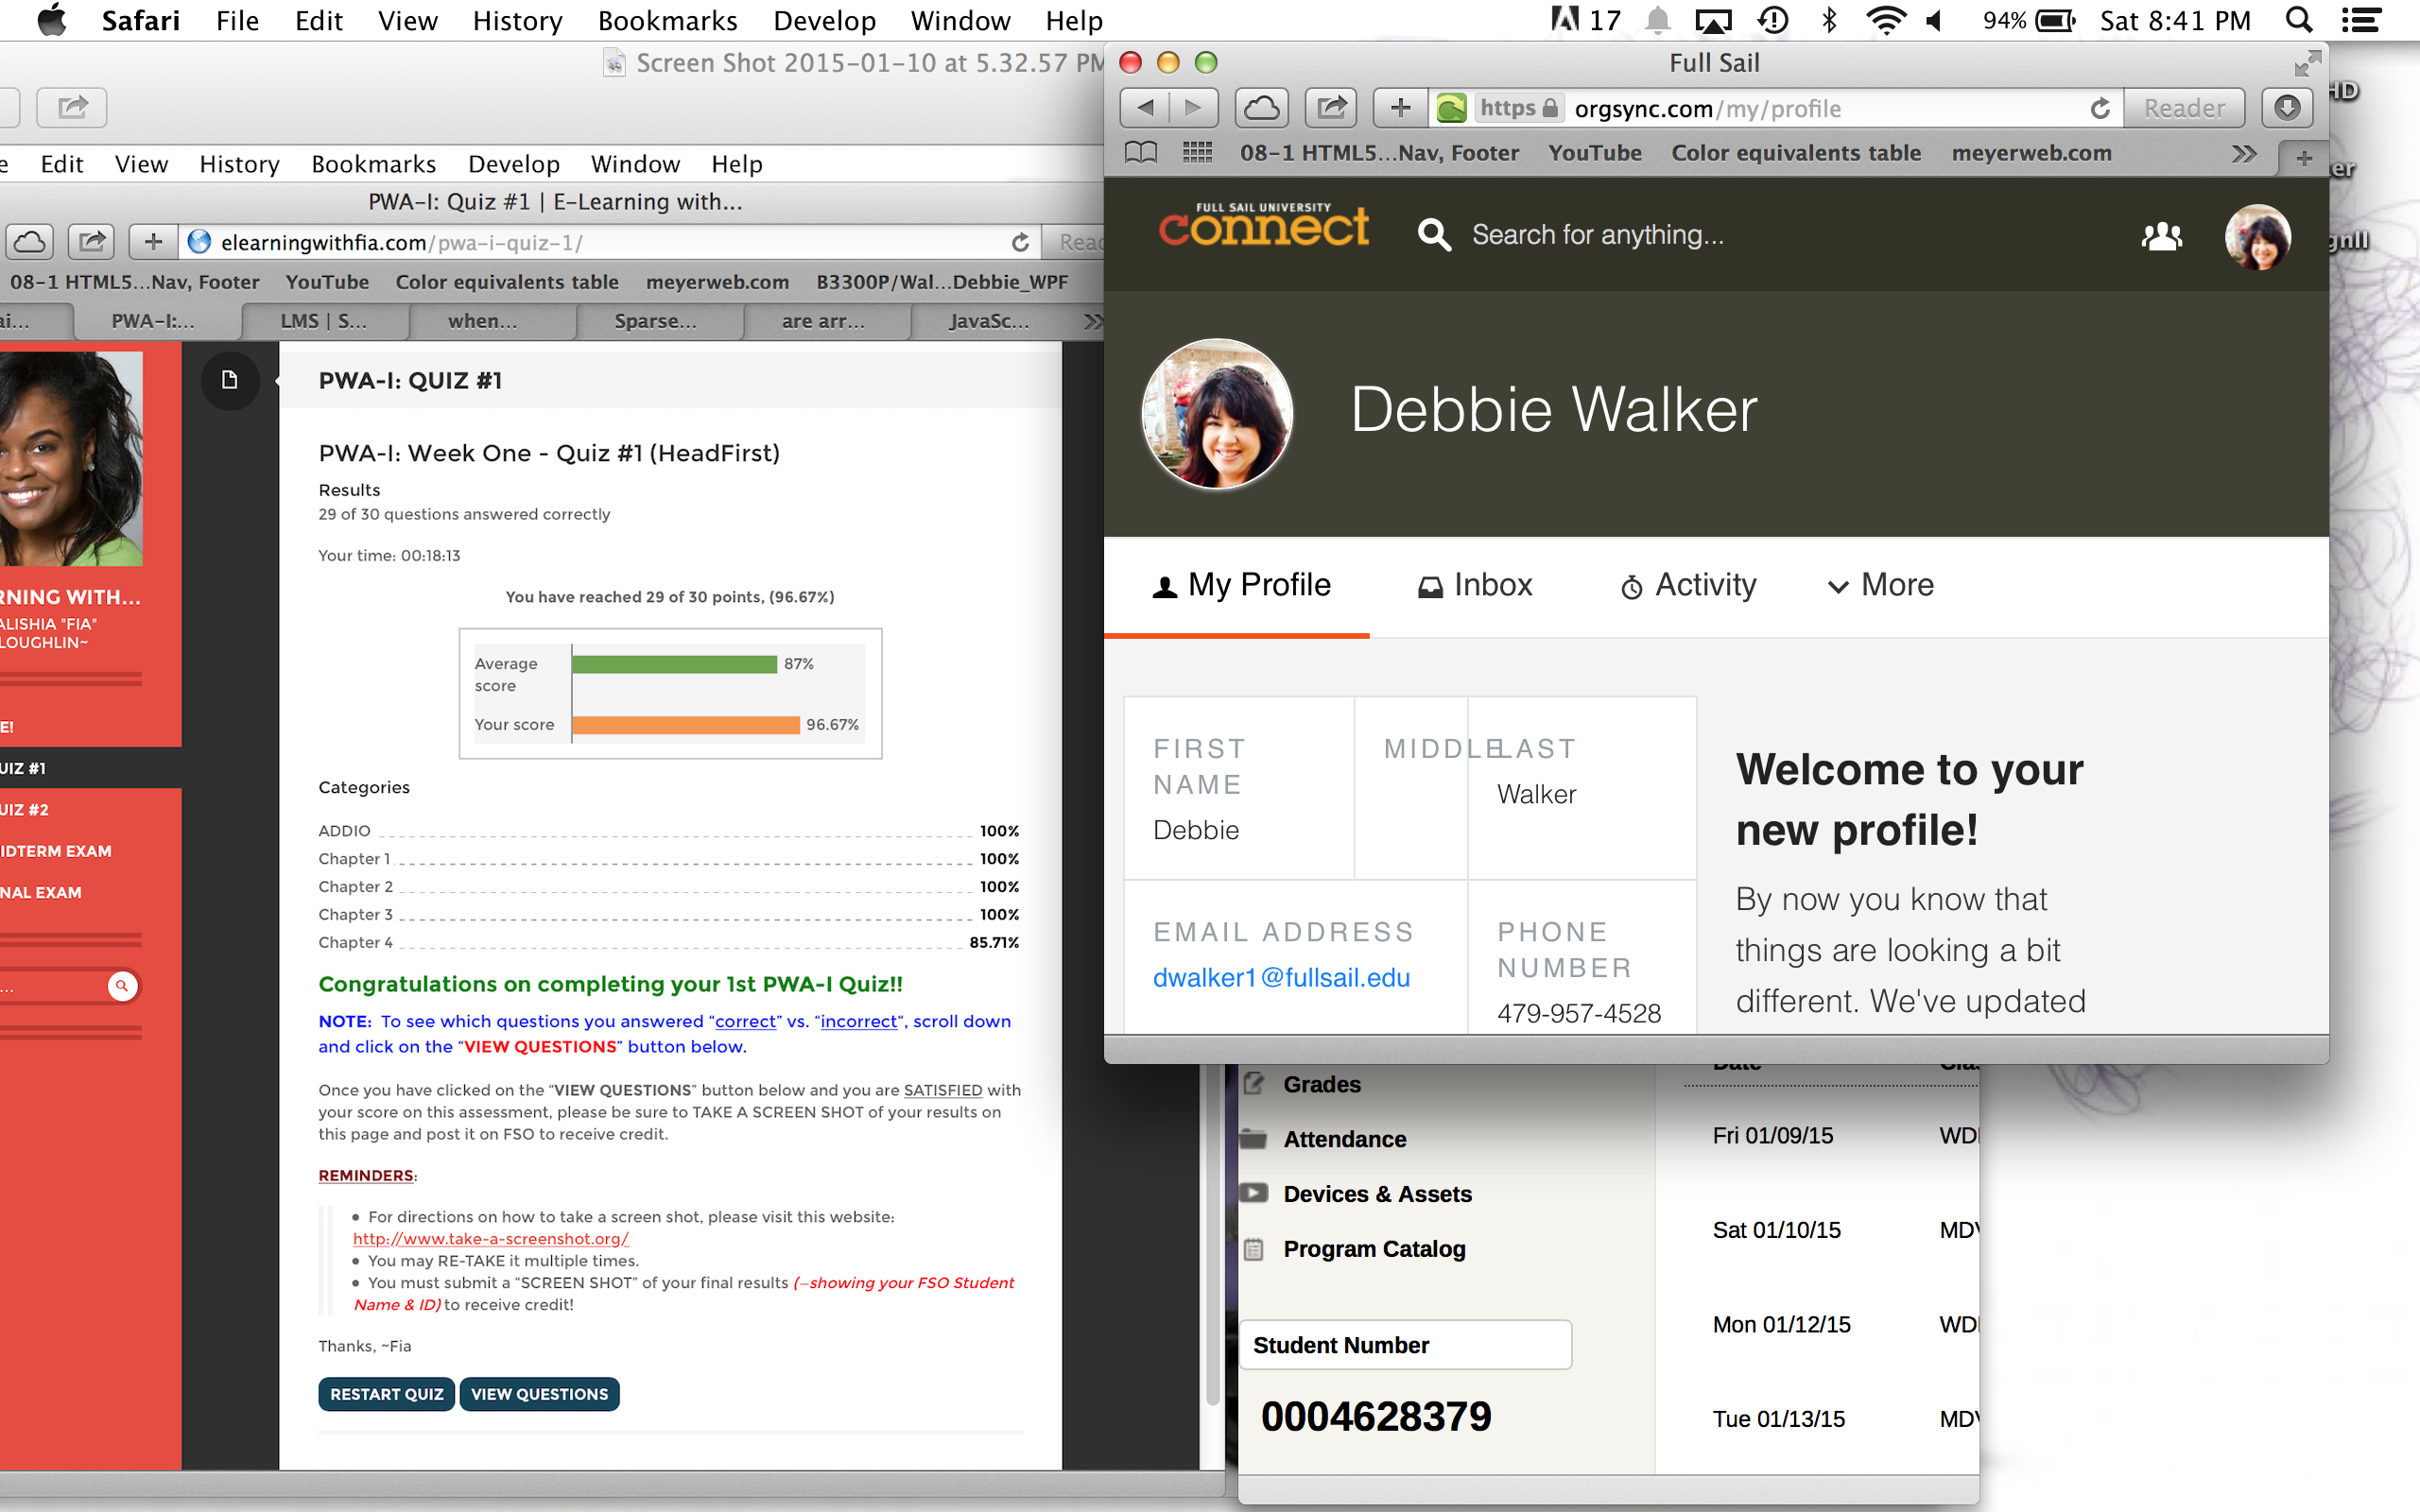 Safari File Edit View History Bookmarks Develop Window Help
17 94% Sat 8:41 PM
Screen Shot 2015-01-10 at 5.32.57 PM
Edit View History Bookmarks Develop Window Help
PWA-I: Quiz #1 | E-Learning with...
elearningwithfia.com/pwa-i-quiz-1/
08-1 HTML5...Nav, Footer YouTube Color equivalents table meyerweb.com B3300P/Wal...Debbie_WPF
PWA-I:... LMS | S... when... Sparse... are arr... JavaSc...
RNING WITH...
ALISHIA "FIA"
LOUGHLIN~
E!
UIZ #1
UIZ #2
IDTERM EXAM
NAL EXAM
...
PWA-I: QUIZ #1
PWA-I: Week One - Quiz #1 (HeadFirst)
Results
29 of 30 questions answered correctly
Your time: 00:18:13
You have reached 29 of 30 points, (96.67%)
Average score 87%
Your score 96.67%
Categories
ADDIO 100%
Chapter 1 100%
Chapter 2 100%
Chapter 3 100%
Chapter 4 85.71%
Congratulations on completing your 1st PWA-I Quiz!!
NOTE: To see which questions you answered “correct” vs. “incorrect“, scroll down
and click on the “VIEW QUESTIONS” button below.
Once you have clicked on the “VIEW QUESTIONS” button below and you are SATISFIED with
your score on this assessment, please be sure to TAKE A SCREEN SHOT of your results on
this page and post it on FSO to receive credit.
REMINDERS:
• For directions on how to take a screen shot, please visit this website:
http://www.take-a-screenshot.org/
• You may RE-TAKE it multiple times.
• You must submit a “SCREEN SHOT” of your final results (–showing your FSO Student
Name & ID) to receive credit!
Thanks, ~Fia
RESTART QUIZ VIEW QUESTIONS
Full Sail
https orgsync.com/my/profile Reader
08-1 HTML5...Nav, Footer YouTube Color equivalents table meyerweb.com
FULL SAIL UNIVERSITY
connect
Search for anything...
Debbie Walker
My Profile Inbox Activity More
FIRST NAME
Debbie
MIDDLE
LAST
Walker
EMAIL ADDRESS
dwalker1@fullsail.edu
PHONE NUMBER
479-957-4528
Welcome to your
new profile!
By now you know that
things are looking a bit
different. We've updated
Grades
Attendance
Devices & Assets
Program Catalog
Student Number
0004628379
Date
Fri 01/09/15 WD
Sat 01/10/15 MD
Mon 01/12/15 WD
Tue 01/13/15 MD
HD
er
gnII